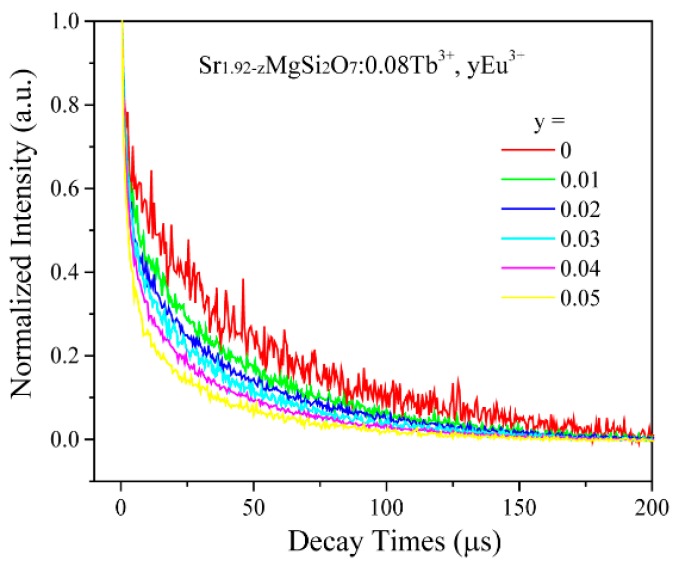 Sr1.92-zMgSi2O7:0.08Tb3+, yEu3−
y =
0
0.01
0.02
0.03
0.04
0.05
Normalized Intensity (a.u.)
1.0
0.8
0.6
0.4
0.2
0.0
0 50 100 150 200
Decay Times (μs)